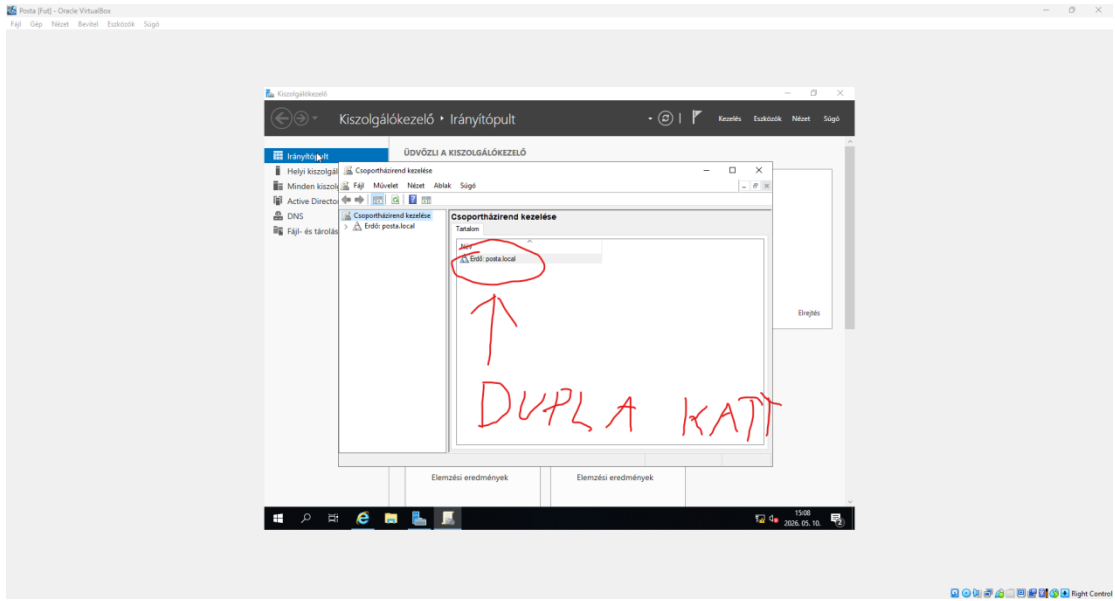 Posta [Fut] - Oracle VirtualBox
Fájl Gép Nézet Bevitel Eszközök Súgó
Kiszolgálókezelő
Kiszolgálókezelő • Irányítópult
Kezelés Eszközök Nézet Súgó
Irányítópult
ÜDVÖZLI A KISZOLGÁLÓKEZELŐ
Helyi kiszolgál
Minden kiszolg
Active Directo
DNS
Fájl- és tárolás
Csoportházirend kezelése
Fájl Művelet Nézet Ablak Súgó
Csoportházirend kezelése
Erdő: posta.local
Csoportházirend kezelése
Tartalom
Név
Erdő: posta.local
Elrejtés
DUPLA KATT
Elemzési eredmények
Elemzési eredmények
15:08
2026. 05. 10.
2
Right Control